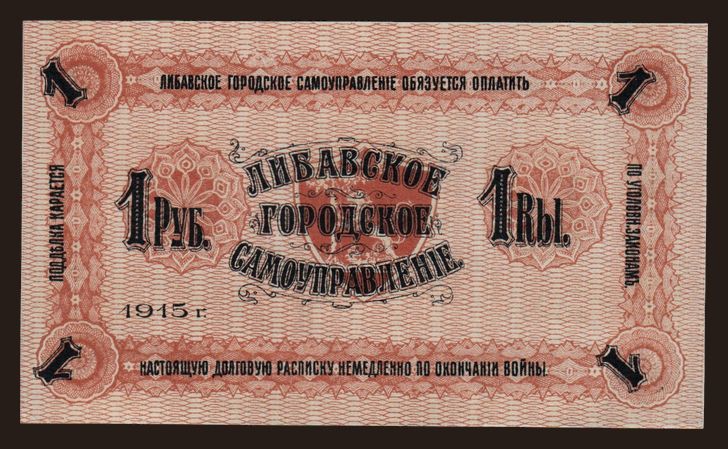 1
1
ЛИБАВСКОЕ ГОРОДСКОЕ САМОУПРАВЛЕНІЕ ОБЯЗУЕТСЯ ОПЛАТИТЬ
ПОДДѢЛКА КАРАЕТСЯ
ПО УГОЛОВН. ЗАКОНАМЪ
ЛИБАВСКОЕ
ГОРОДСКОЕ
САМОУПРАВЛЕНІЕ.
1 РУБ.
1 Rbl.
1915 г.
1
1
НАСТОЯЩУЮ ДОЛГОВУЮ РАСПИСКУ НЕМЕДЛЕННО ПО ОКОНЧАНІИ ВОЙНЫ.